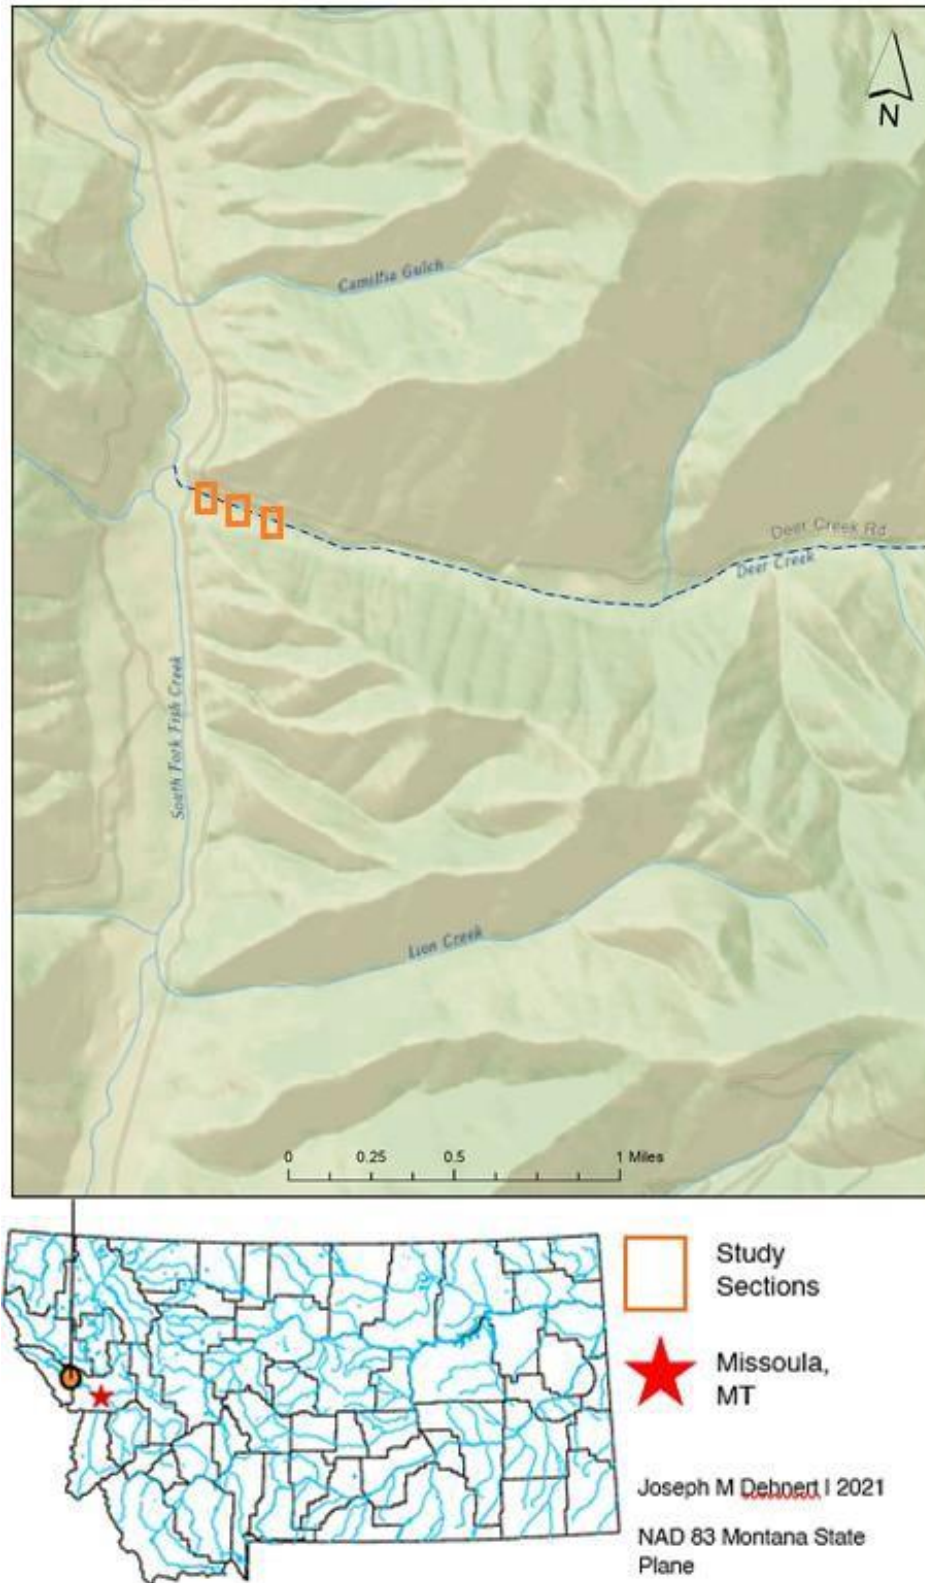 N
Camillia Gulch
Deer Creek Rd
Deer Creek
South Fork Fish Creek
Lion Creek
0 0.25 0.5 1 Miles
Study
Sections
Missoula,
MT
Joseph M Dehnert | 2021
NAD 83 Montana State
Plane